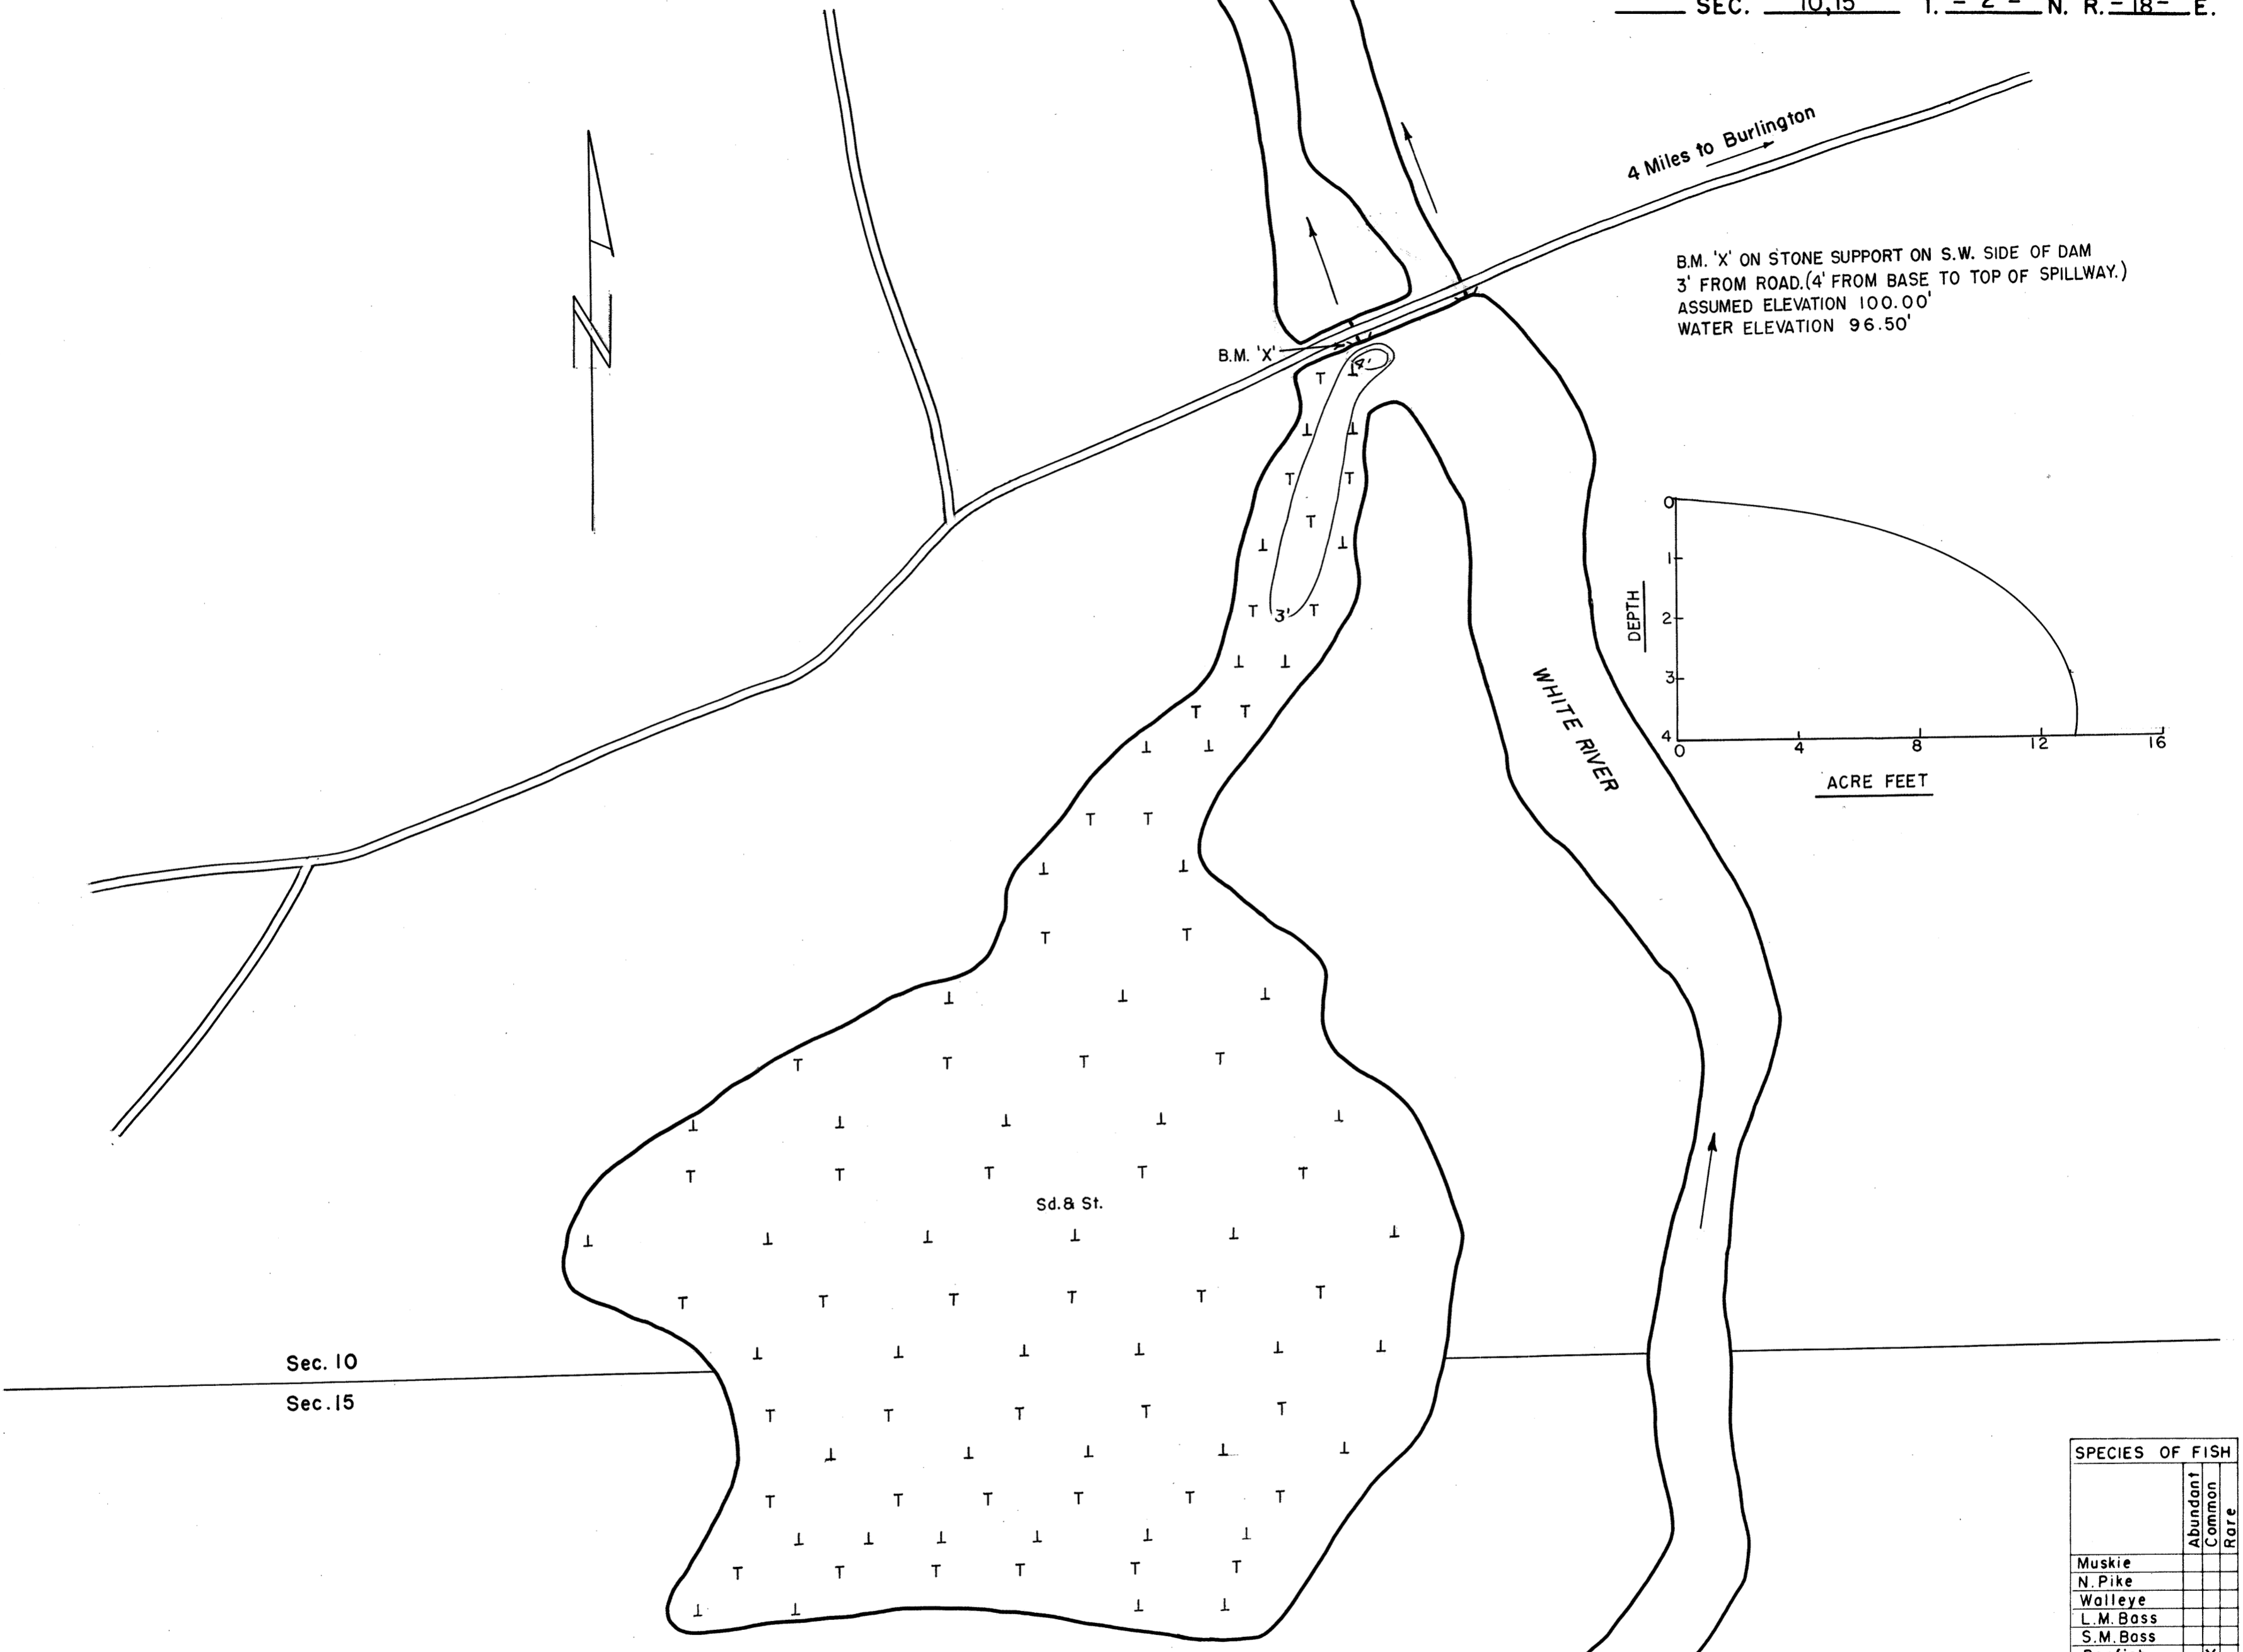 SEC. 10,15 T. - 2 - N. R. - 18 - E.
4 Miles to Burlington
N
B.M. 'X' ON STONE SUPPORT ON S.W. SIDE OF DAM
3' FROM ROAD.(4' FROM BASE TO TOP OF SPILLWAY.)
ASSUMED ELEVATION 100.00'
WATER ELEVATION 96.50'
B.M. 'X'
4'
3'
WHITE RIVER
DEPTH
0
1
2
3
4
0 4 8 12 16
ACRE FEET
Sd.& St.
Sec. 10
Sec. 15
SPECIES OF FISH
Abundant
Common
Rare
Muskie
N. Pike
Walleye
L.M. Bass
S.M. Bass